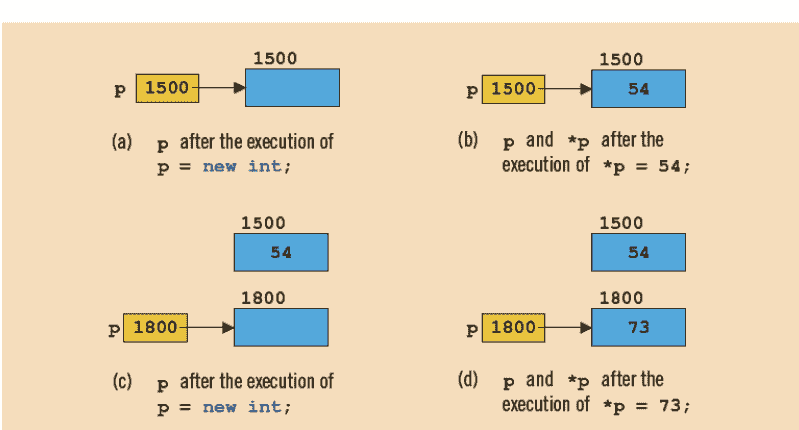 1500
p 1500
(a) p after the execution of
p = new int;
1500
p 1500 54
(b) p and *p after the
execution of *p = 54;
1500
54
1800
p 1800
(c) p after the execution of
p = new int;
1500
54
1800
p 1800 73
(d) p and *p after the
execution of *p = 73;